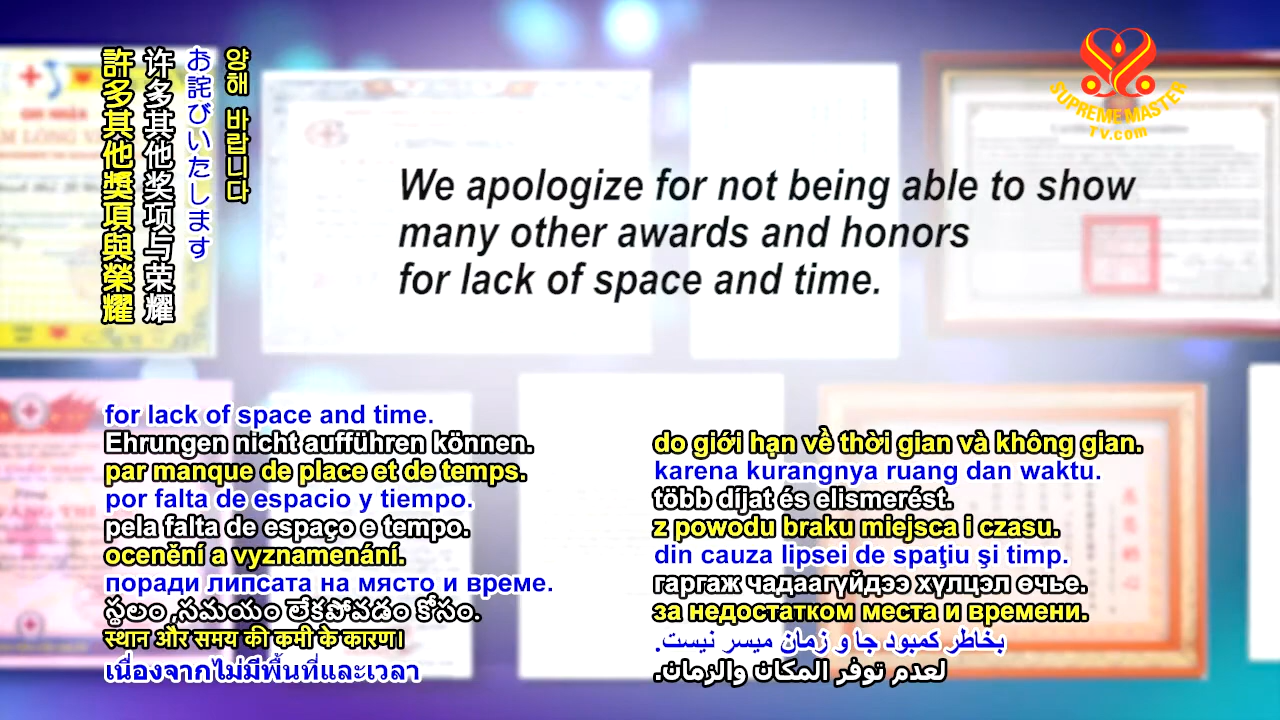 許多其他獎項與榮耀
许多其他奖项与荣耀
お詫びいたします
양해 바랍니다
SUPREME MASTER
TV.com
We apologize for not being able to show
many other awards and honors
for lack of space and time.
for lack of space and time.
Ehrungen nicht aufführen können.
par manque de place et de temps.
por falta de espacio y tiempo.
pela falta de espaço e tempo.
ocenění a vyznamenání.
поради липсата на място и време.
స్థలం ,సమయం లేకపోవడం కోసం.
स्थान और समय की कमी के कारण।
เนื่องจากไม่มีพื้นที่และเวลา
do giới hạn về thời gian và không gian.
karena kurangnya ruang dan waktu.
több díjat és elismerést.
z powodu braku miejsca i czasu.
din cauza lipsei de spaţiu şi timp.
гаргаж чадаагүйдээ хүлцэл өчье.
за недостатком места и времени.
بخاطر کمبود جا و زمان میسر نیست.
لعدم توفر المكان والزمان.